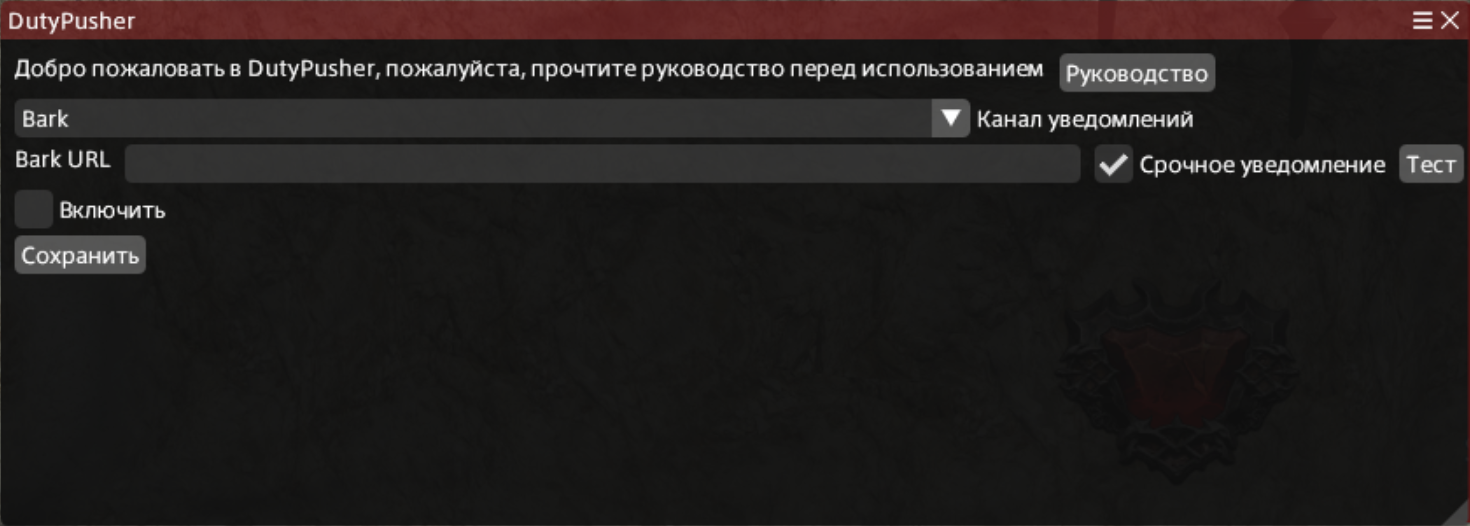 DutyPusher
Добро пожаловать в DutyPusher, пожалуйста, прочтите руководство перед использованием Руководство
Bark Канал уведомлений
Bark URL Срочное уведомление Тест
Включить
Сохранить